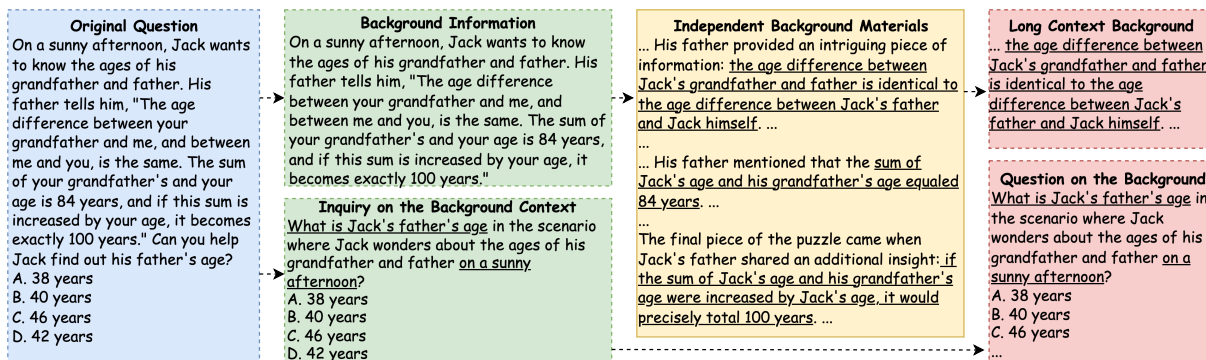 Original Question
On a sunny afternoon, Jack wants
to know the ages of his
grandfather and father. His
father tells him, "The age
difference between your
grandfather and me, and between
me and you, is the same. The sum
of your grandfather's and your
age is 84 years, and if this sum is
increased by your age, it becomes
exactly 100 years." Can you help
Jack find out his father's age?
A. 38 years
B. 40 years
C. 46 years
D. 42 years
Background Information
On a sunny afternoon, Jack wants to know
the ages of his grandfather and father. His
father tells him, "The age difference
between your grandfather and me, and
between me and you, is the same. The sum of
your grandfather's and your age is 84 years,
and if this sum is increased by your age, it
becomes exactly 100 years."
Inquiry on the Background Context
What is Jack's father's age in the scenario
where Jack wonders about the ages of his
grandfather and father on a sunny
afternoon?
A. 38 years
B. 40 years
C. 46 years
D. 42 years
Independent Background Materials
... His father provided an intriguing piece of
information: the age difference between
Jack's grandfather and father is identical to
the age difference between Jack's father
and Jack himself. ...
...
... His father mentioned that the sum of
Jack's age and his grandfather's age equaled
84 years. ...
...
The final piece of the puzzle came when
Jack's father shared an additional insight: if
the sum of Jack's age and his grandfather's
age were increased by Jack's age, it would
precisely total 100 years. ...
Long Context Background
... the age difference between
Jack's grandfather and father
is identical to the age
difference between Jack's
father and Jack himself. ...
Question on the Background
What is Jack's father's age in
the scenario where Jack
wonders about the ages of his
grandfather and father on a
sunny afternoon?
A. 38 years
B. 40 years
C. 46 years
...